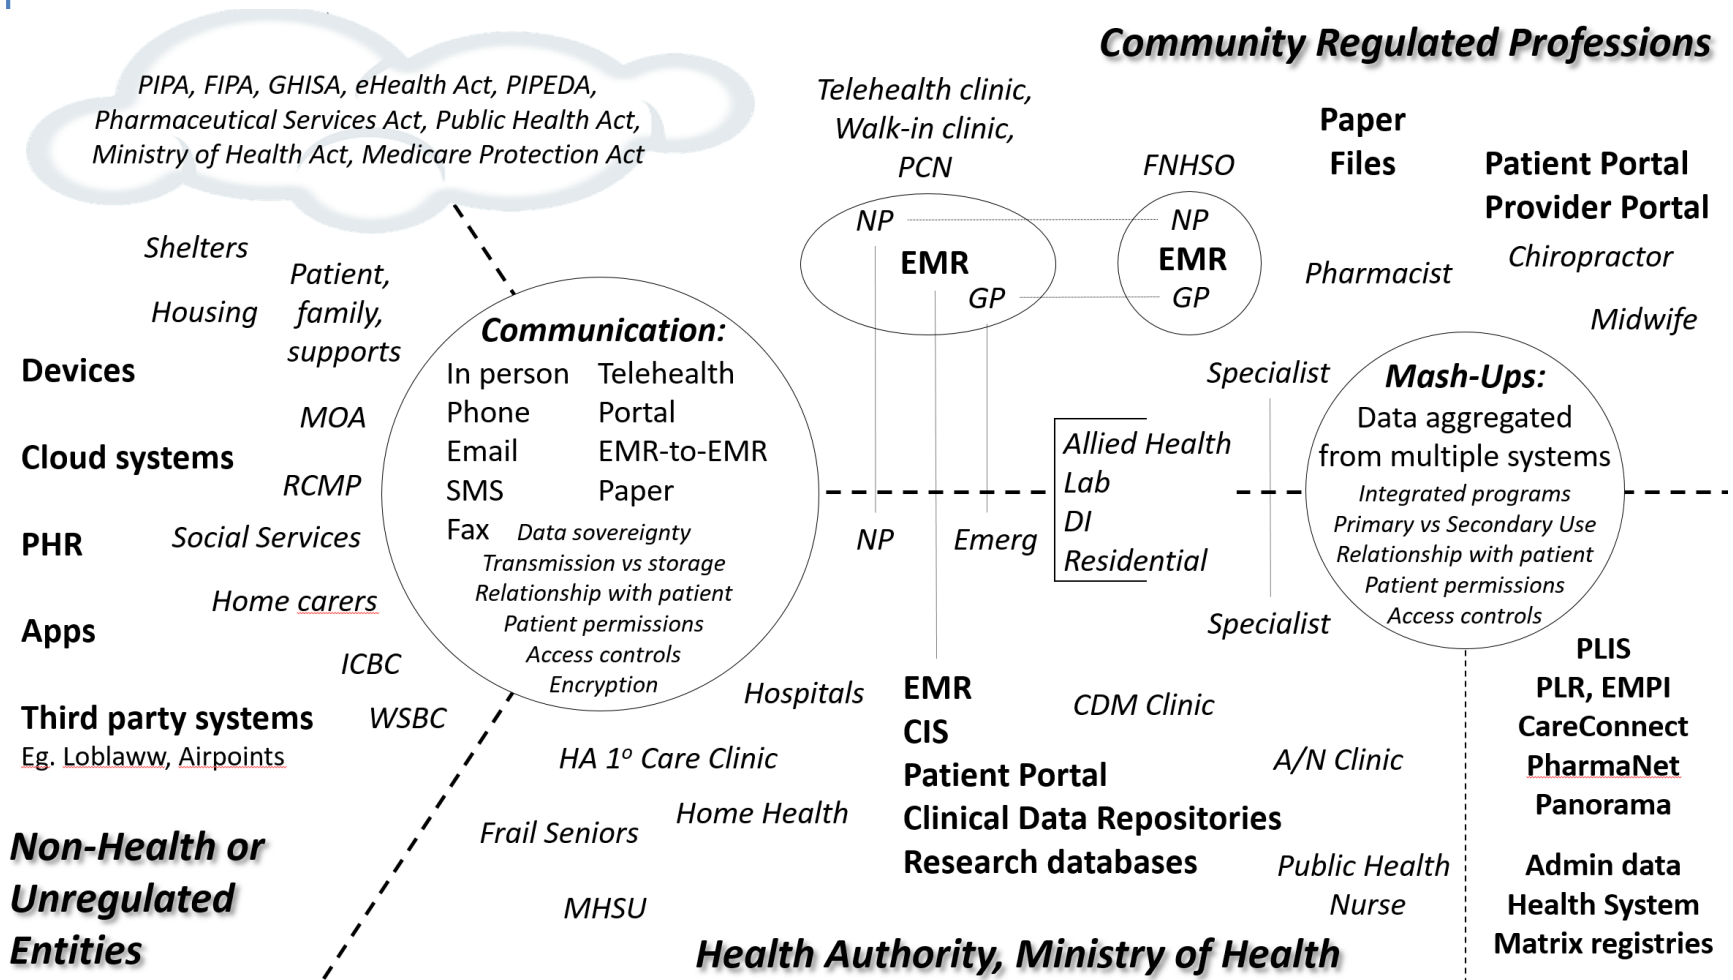 Community Regulated Professions
PIPA, FIPA, GHISA, eHealth Act, PIPEDA,
Pharmaceutical Services Act, Public Health Act,
Ministry of Health Act, Medicare Protection Act
Telehealth clinic,
Walk-in clinic,
PCN
NP
EMR
GP
FNHSO
NP
EMR
GP
Paper
Files
Patient Portal
Provider Portal
Chiropractor
Pharmacist
Midwife
Shelters
Housing
Patient,
family,
supports
Devices
MOA
Cloud systems
RCMP
PHR
Social Services
Home carers
Apps
ICBC
Third party systems
WSBC
Eg. Loblaww, Airpoints
Non-Health or
Unregulated
Entities
Communication:
In person Telehealth
Phone Portal
Email EMR-to-EMR
SMS Paper
Fax Data sovereignty
Transmission vs storage
Relationship with patient
Patient permissions
Access controls
Encryption
NP
Emerg
Allied Health
Lab
DI
Residential
Specialist
Specialist
Mash-Ups:
Data aggregated
from multiple systems
Integrated programs
Primary vs Secondary Use
Relationship with patient
Patient permissions
Access controls
Hospitals
HA 1º Care Clinic
Home Health
Frail Seniors
MHSU
EMR
CIS
Patient Portal
Clinical Data Repositories
Research databases
CDM Clinic
A/N Clinic
Public Health
Nurse
PLIS
PLR, EMPI
CareConnect
PharmaNet
Panorama
Admin data
Health System
Matrix registries
Health Authority, Ministry of Health